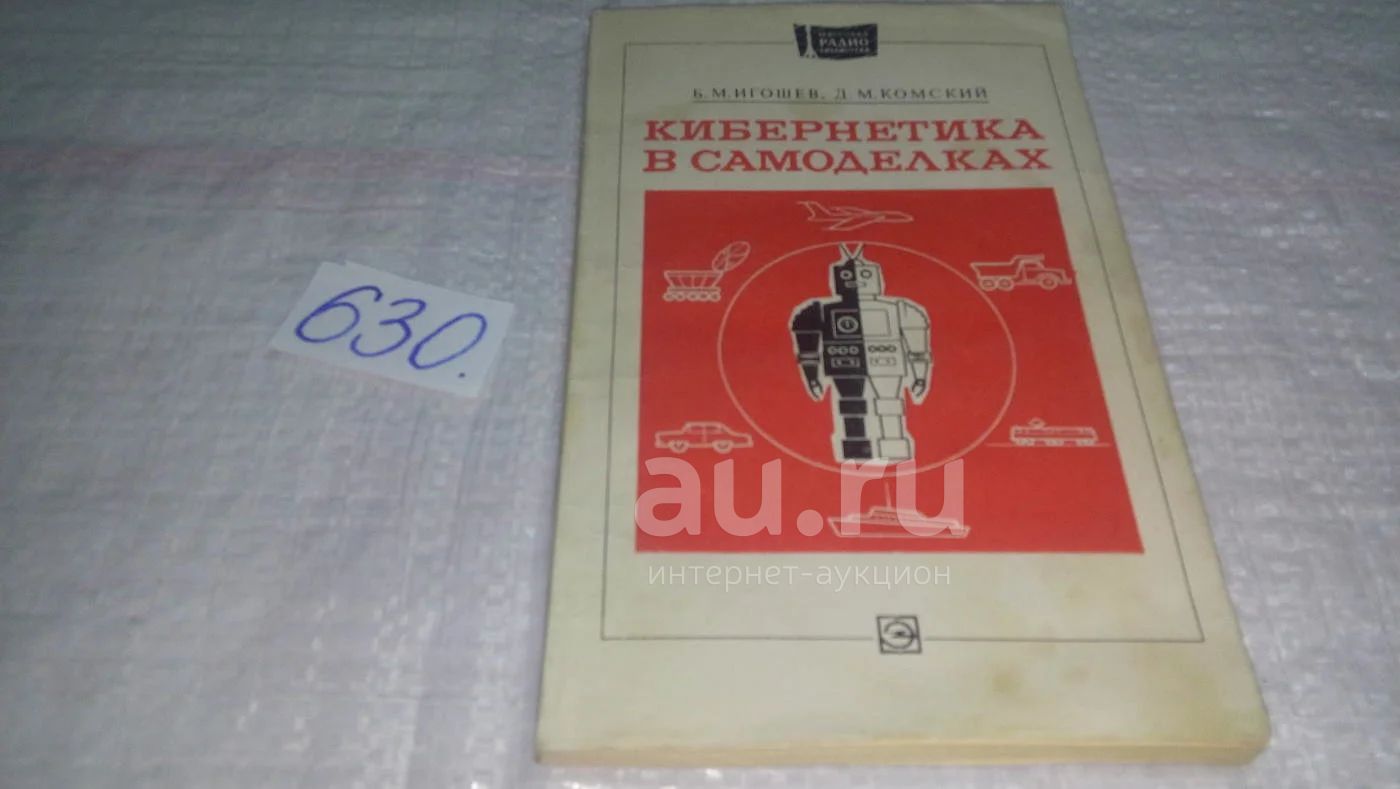 РАДИО
Б. М. ИГОШЕВ, Д. М. КОМСКИЙ
КИБЕРНЕТИКА
В САМОДЕЛКАХ
630.
au.ru
интернет-аукцион